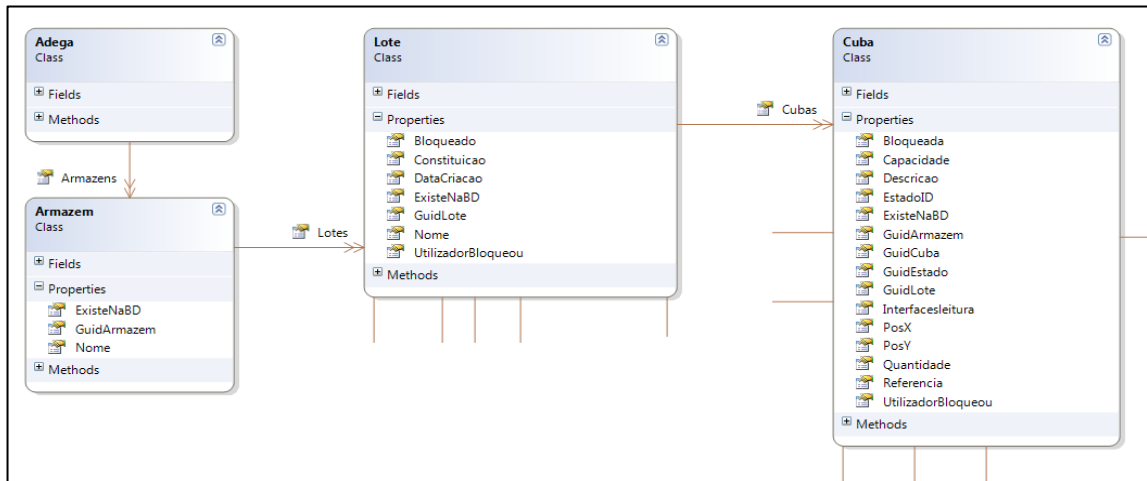 Adega
Class
Fields
Methods
Armazens
Armazem
Class
Fields
Properties
ExisteNaBD
GuidArmazem
Nome
Methods
Lotes
Lote
Class
Fields
Properties
Bloqueado
Constituicao
DataCriacao
ExisteNaBD
GuidLote
Nome
UtilizadorBloqueou
Methods
Cubas
Cuba
Class
Fields
Properties
Bloqueada
Capacidade
Descricao
EstadoID
ExisteNaBD
GuidArmazem
GuidCuba
GuidEstado
GuidLote
Interfacesleitura
PosX
PosY
Quantidade
Referencia
UtilizadorBloqueou
Methods